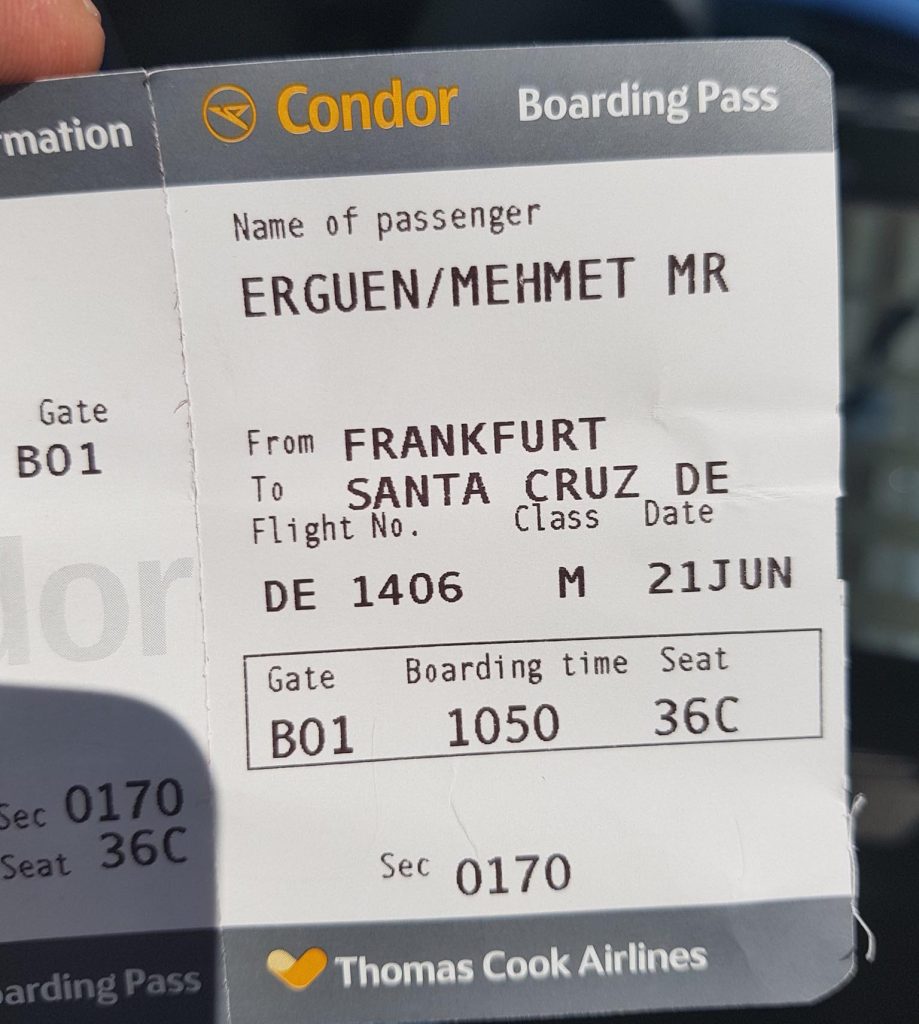 rmation
Gate
B01
dor
Sec 0170
Seat 36C
arding Pass
Condor Boarding Pass
Name of passenger
ERGUEN/MEHMET MR
From FRANKFURT
To SANTA CRUZ DE
Flight No. Class Date
DE 1406 M 21JUN
Gate Boarding time Seat
B01 1050 36C
Sec 0170
Thomas Cook Airlines